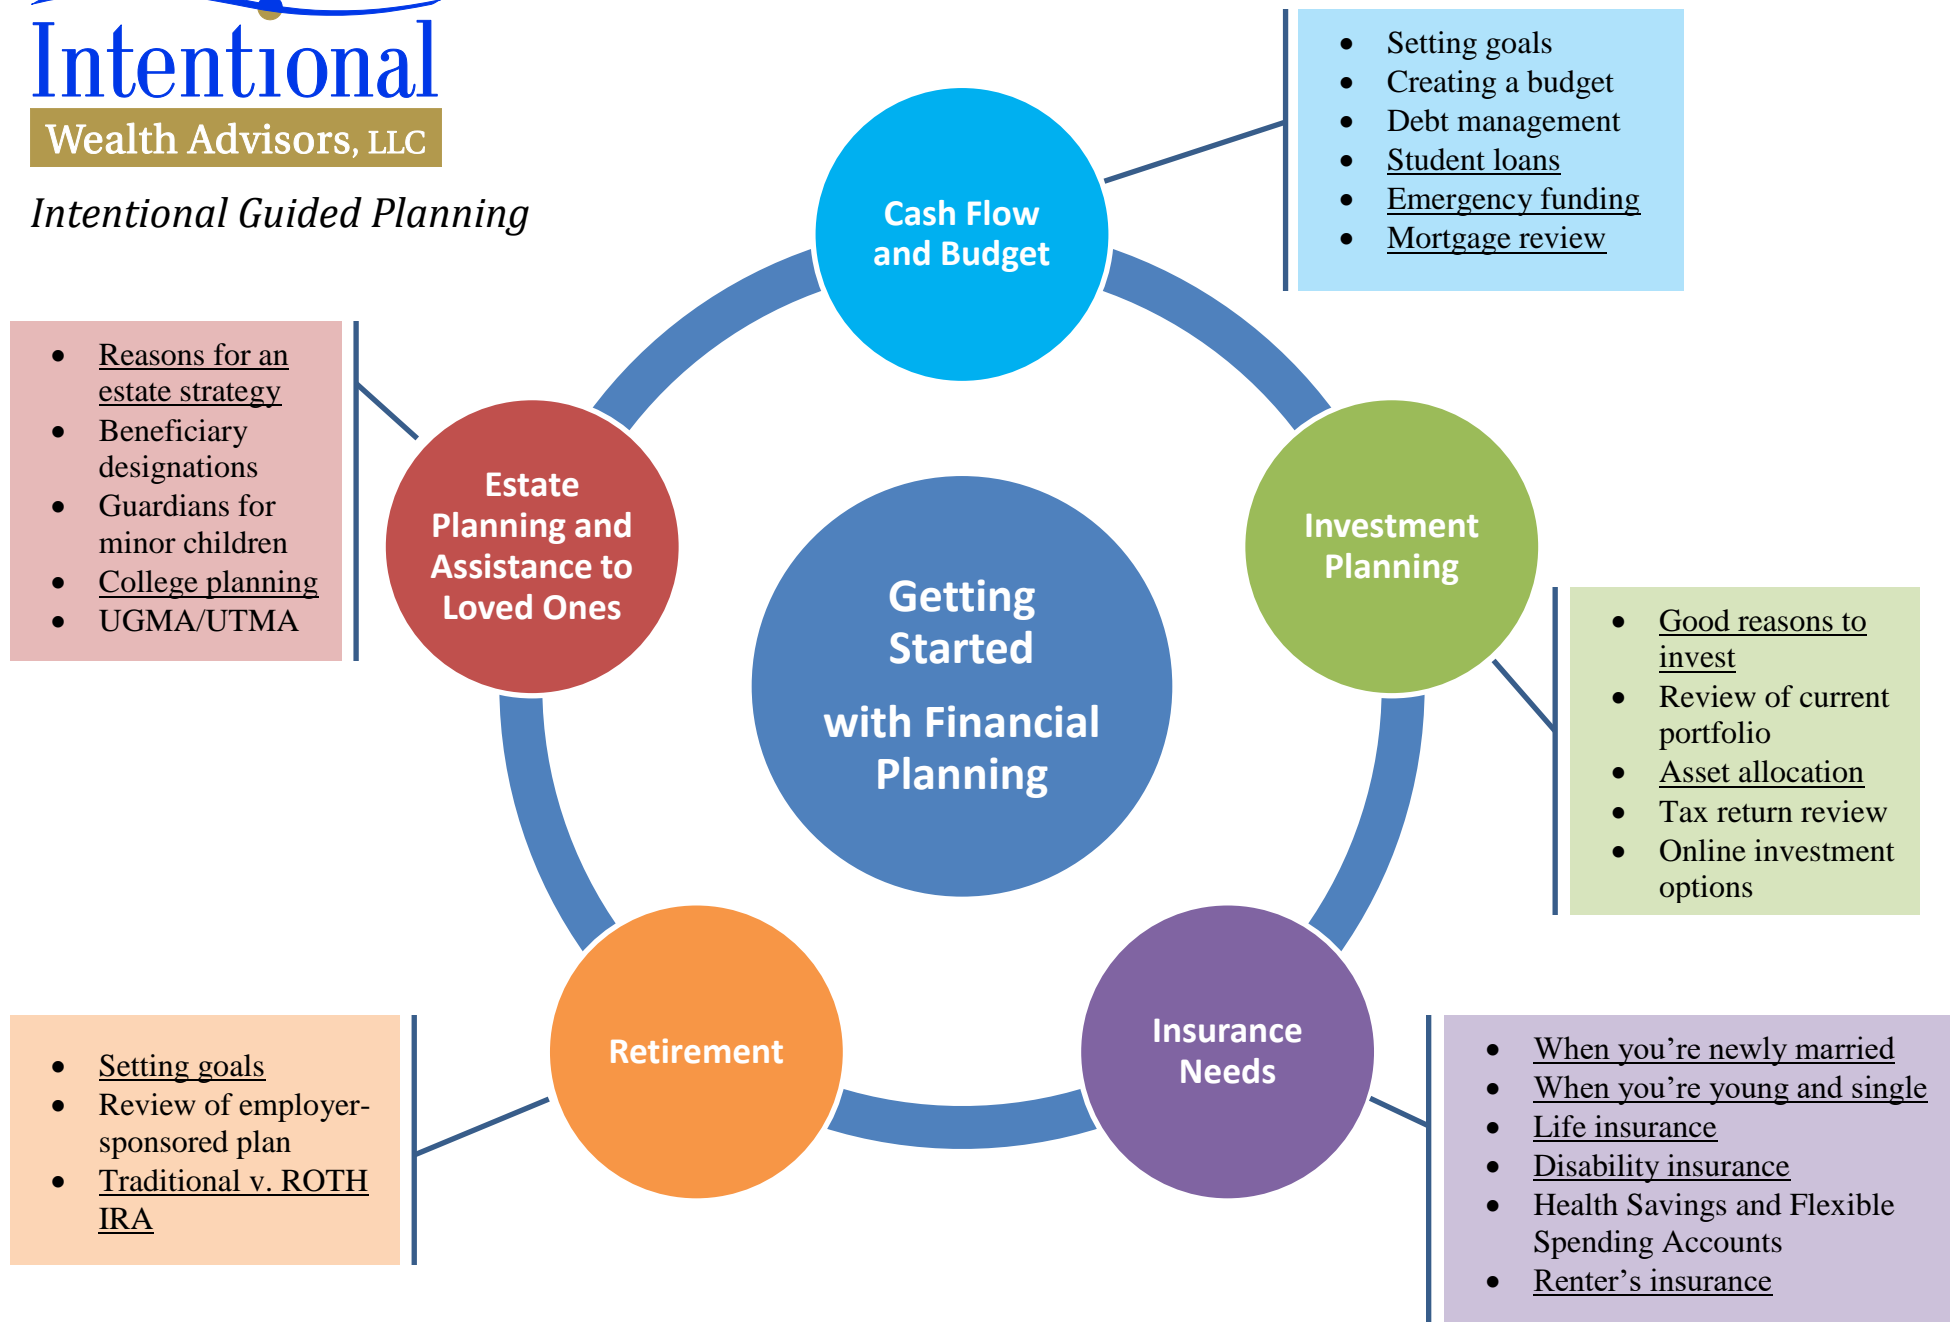 Intentional
Wealth Advisors, LLC
Intentional Guided Planning
Cash Flow
and Budget
• Setting goals
• Creating a budget
• Debt management
• Student loans
• Emergency funding
• Mortgage review
• Reasons for an
estate strategy
• Beneficiary
designations
• Guardians for
minor children
• College planning
• UGMA/UTMA
Estate
Planning and
Assistance to
Loved Ones
Getting
Started
with Financial
Planning
Investment
Planning
• Good reasons to
invest
• Review of current
portfolio
• Asset allocation
• Tax return review
• Online investment
options
• Setting goals
• Review of employer-
sponsored plan
• Traditional v. ROTH
IRA
Retirement
Insurance
Needs
• When you’re newly married
• When you’re young and single
• Life insurance
• Disability insurance
• Health Savings and Flexible
Spending Accounts
• Renter’s insurance